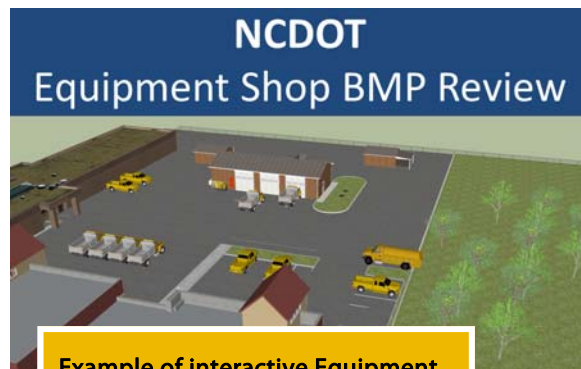 NCDOT
Equipment Shop BMP Review
Example of interactive Equipment